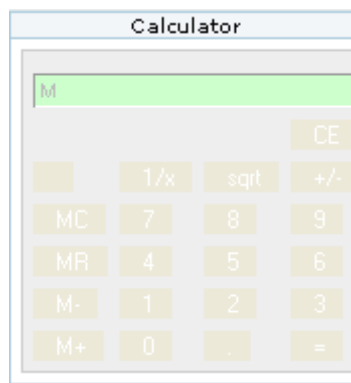 Calculator
M
CE
1/x sqrt +/-
MC 7 8 9
MR 4 5 6
M- 1 2 3
M+ 0 . =